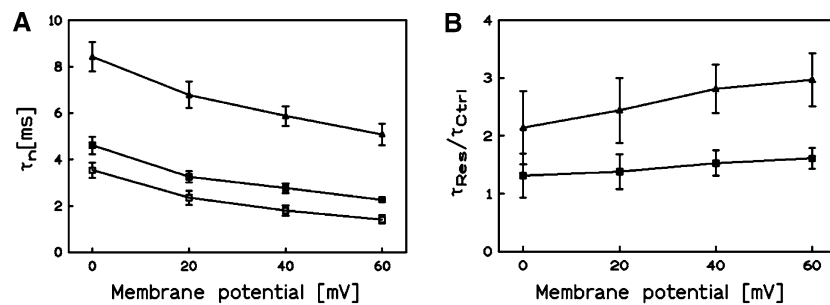 A
10
8
6
4
2
0
τn[ms]
0 20 40 60
Membrane potential [mV]
B
4
3
2
1
0
τRes/τCtrl
0 20 40 60
Membrane potential [mV]